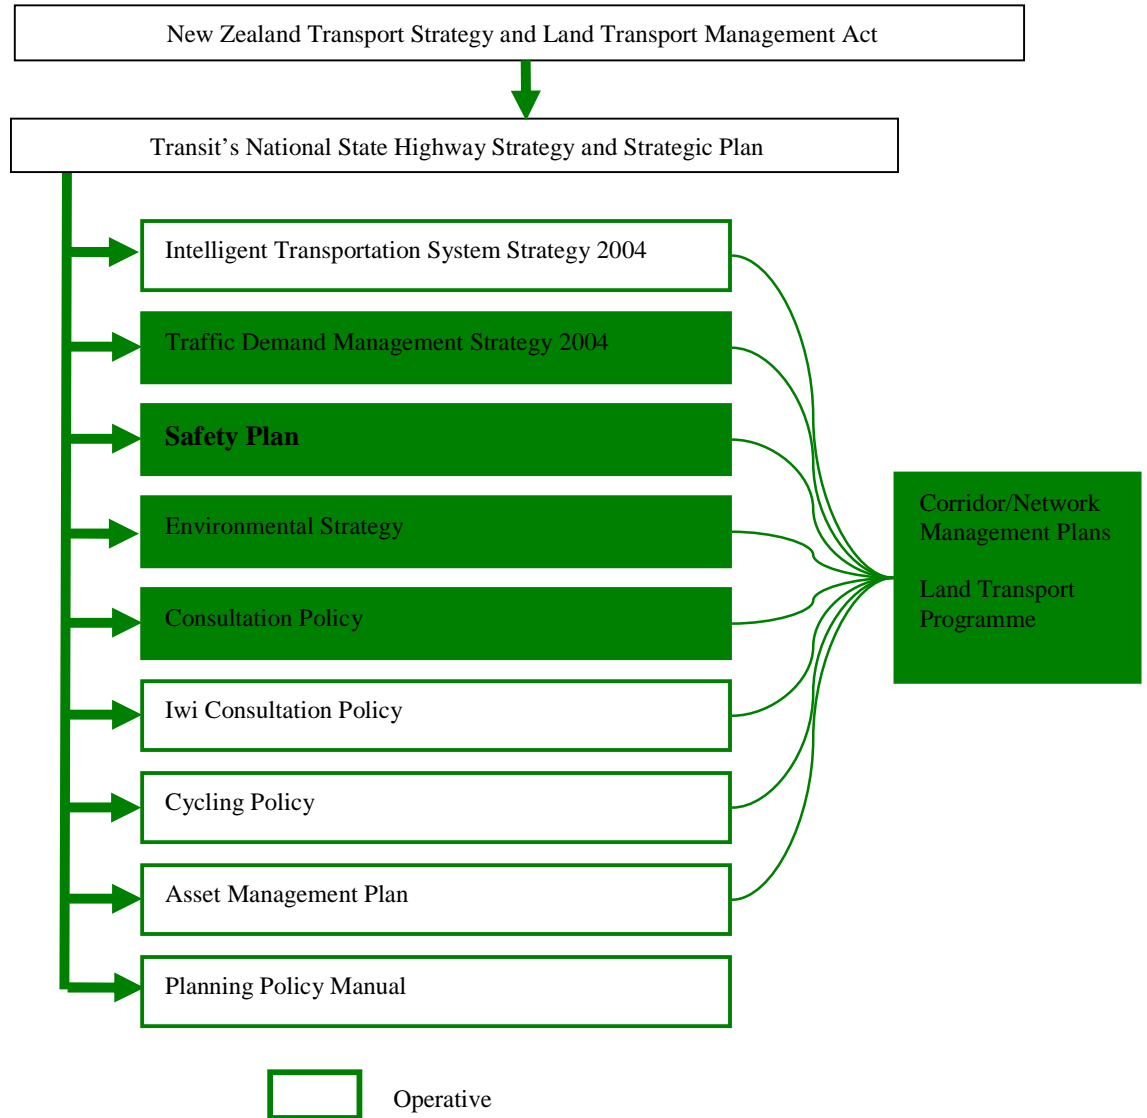 New Zealand Transport Strategy and Land Transport Management Act
Transit’s National State Highway Strategy and Strategic Plan
Intelligent Transportation System Strategy 2004
Traffic Demand Management Strategy 2004
Safety Plan
Environmental Strategy
Consultation Policy
Iwi Consultation Policy
Cycling Policy
Asset Management Plan
Planning Policy Manual
Corridor/Network
Management Plans
Land Transport
Programme
Operative